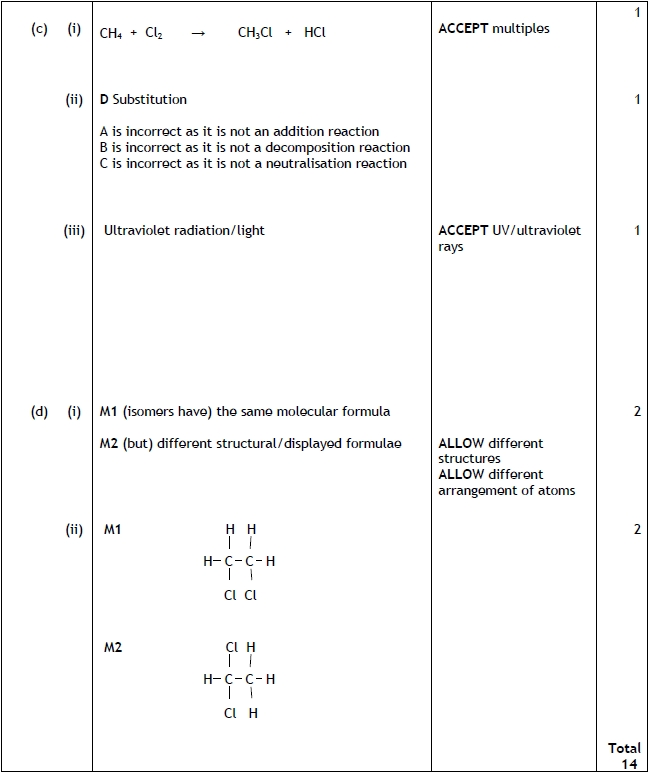 1
(c) (i) CH₄ + Cl₂ → CH₃Cl + HCl ACCEPT multiples
(ii) D Substitution 1
A is incorrect as it is not an addition reaction
B is incorrect as it is not a decomposition reaction
C is incorrect as it is not a neutralisation reaction
(iii) Ultraviolet radiation/light ACCEPT UV/ultraviolet 1
rays
(d) (i) M1 (isomers have) the same molecular formula 2
M2 (but) different structural/displayed formulae ALLOW different
structures
ALLOW different
arrangement of atoms
(ii) M1 H H 2
H-C-C-H
Cl Cl
M2 Cl H
H-C-C-H
Cl H
Total
14